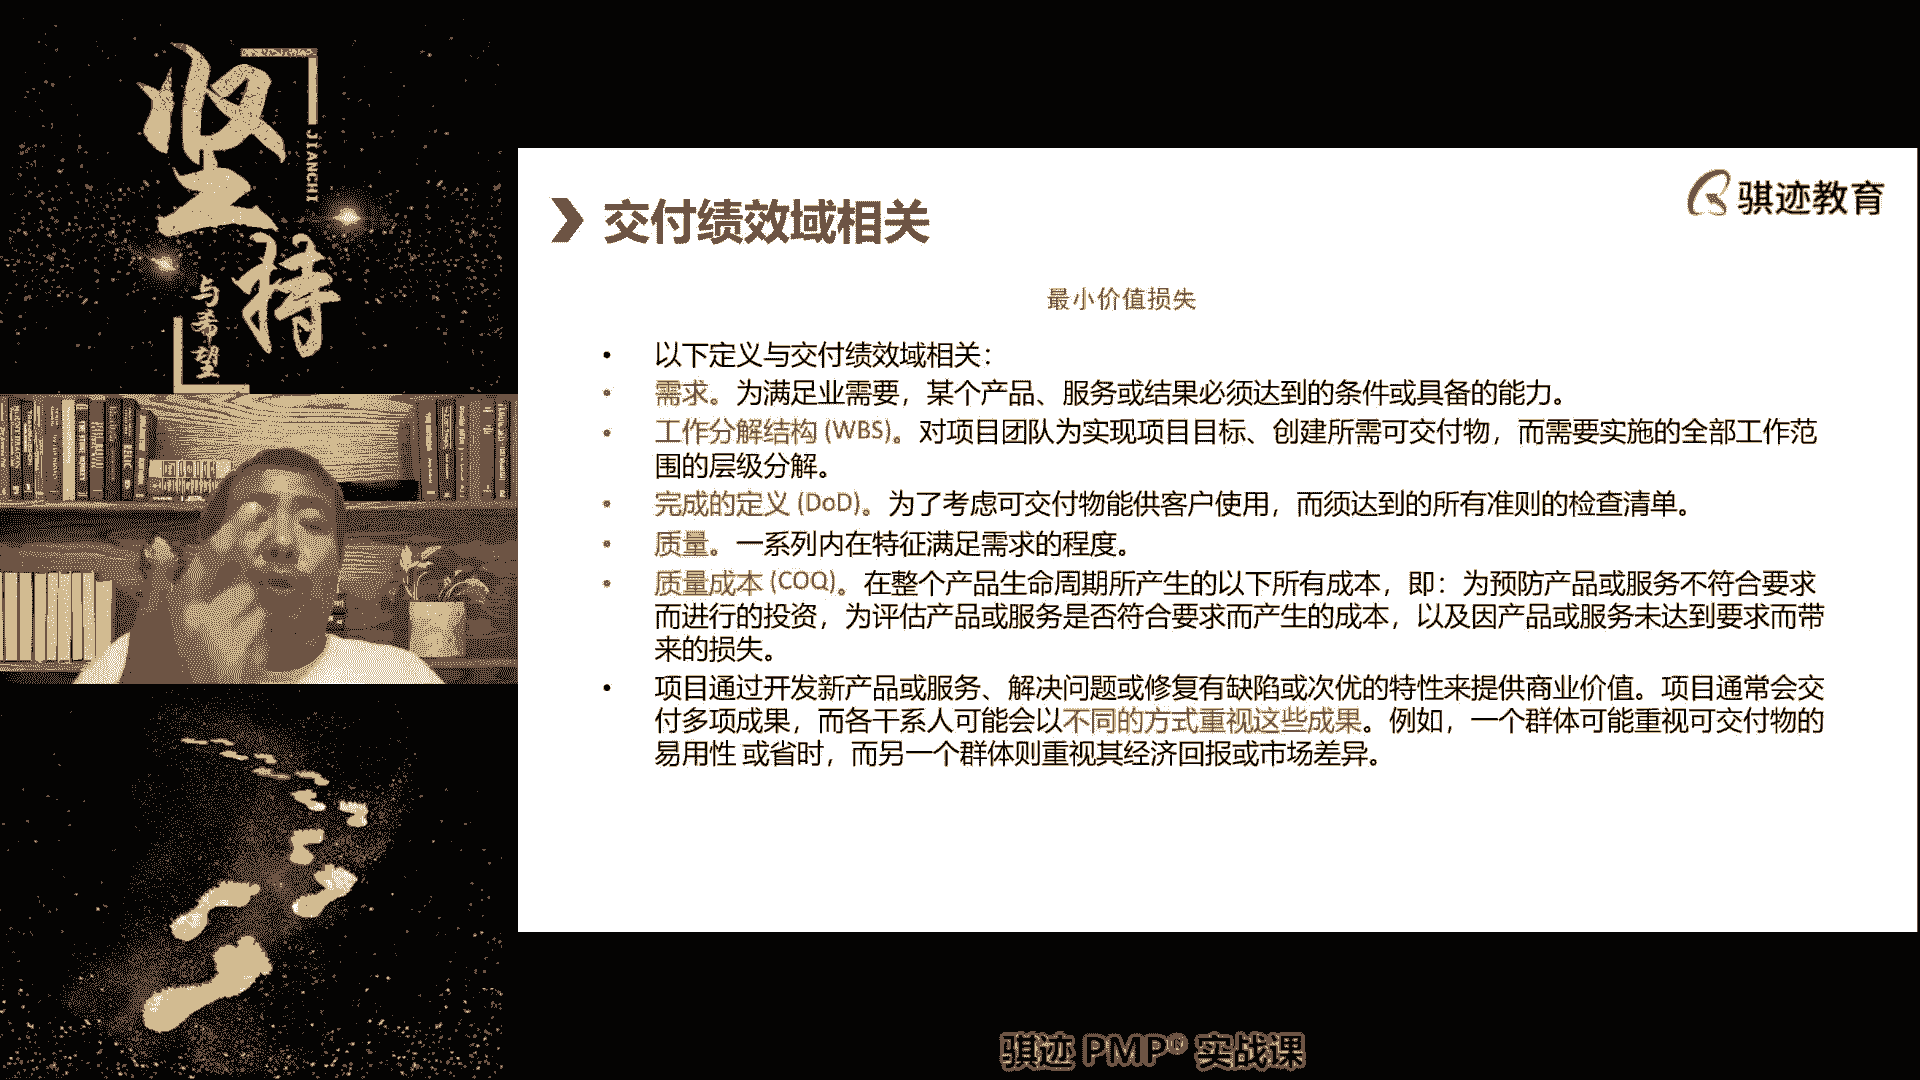 坚持
JIANCHI
与希望
骐迹教育
交付绩效域相关
最小价值损失
• 以下定义与交付绩效域相关：
• 需求。为满足业需要，某个产品、服务或结果必须达到的条件或具备的能力。
• 工作分解结构 (WBS)。对项目团队为实现项目目标、创建所需可交付物，而需要实施的全部工作范
围的层级分解。
• 完成的定义 (DoD)。为了考虑可交付物能供客户使用，而须达到的所有准则的检查清单。
• 质量。一系列内在特征满足需求的程度。
• 质量成本 (COQ)。在整个产品生命周期所产生的以下所有成本，即：为预防产品或服务不符合要求
而进行的投资，为评估产品或服务是否符合要求而产生的成本，以及因产品或服务未达到要求而带
来的损失。
• 项目通过开发新产品或服务、解决问题或修复有缺陷或次优的特性来提供商业价值。项目通常会交
付多项成果，而各干系人可能会以不同的方式重视这些成果。例如，一个群体可能重视可交付物的
易用性 或省时，而另一个群体则重视其经济回报或市场差异。
骐迹 PMP® 实战课